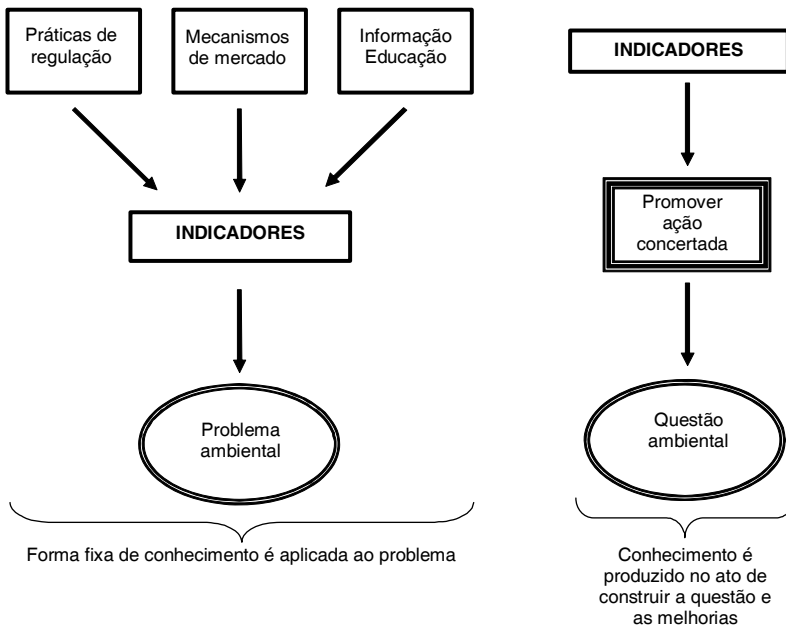 Práticas de
regulação
Mecanismos
de mercado
Informação
Educação
INDICADORES
Problema
ambiental
Forma fixa de conhecimento é aplicada ao problema
INDICADORES
Promover
ação
concertada
Questão
ambiental
Conhecimento é
produzido no ato de
construir a questão e
as melhorias